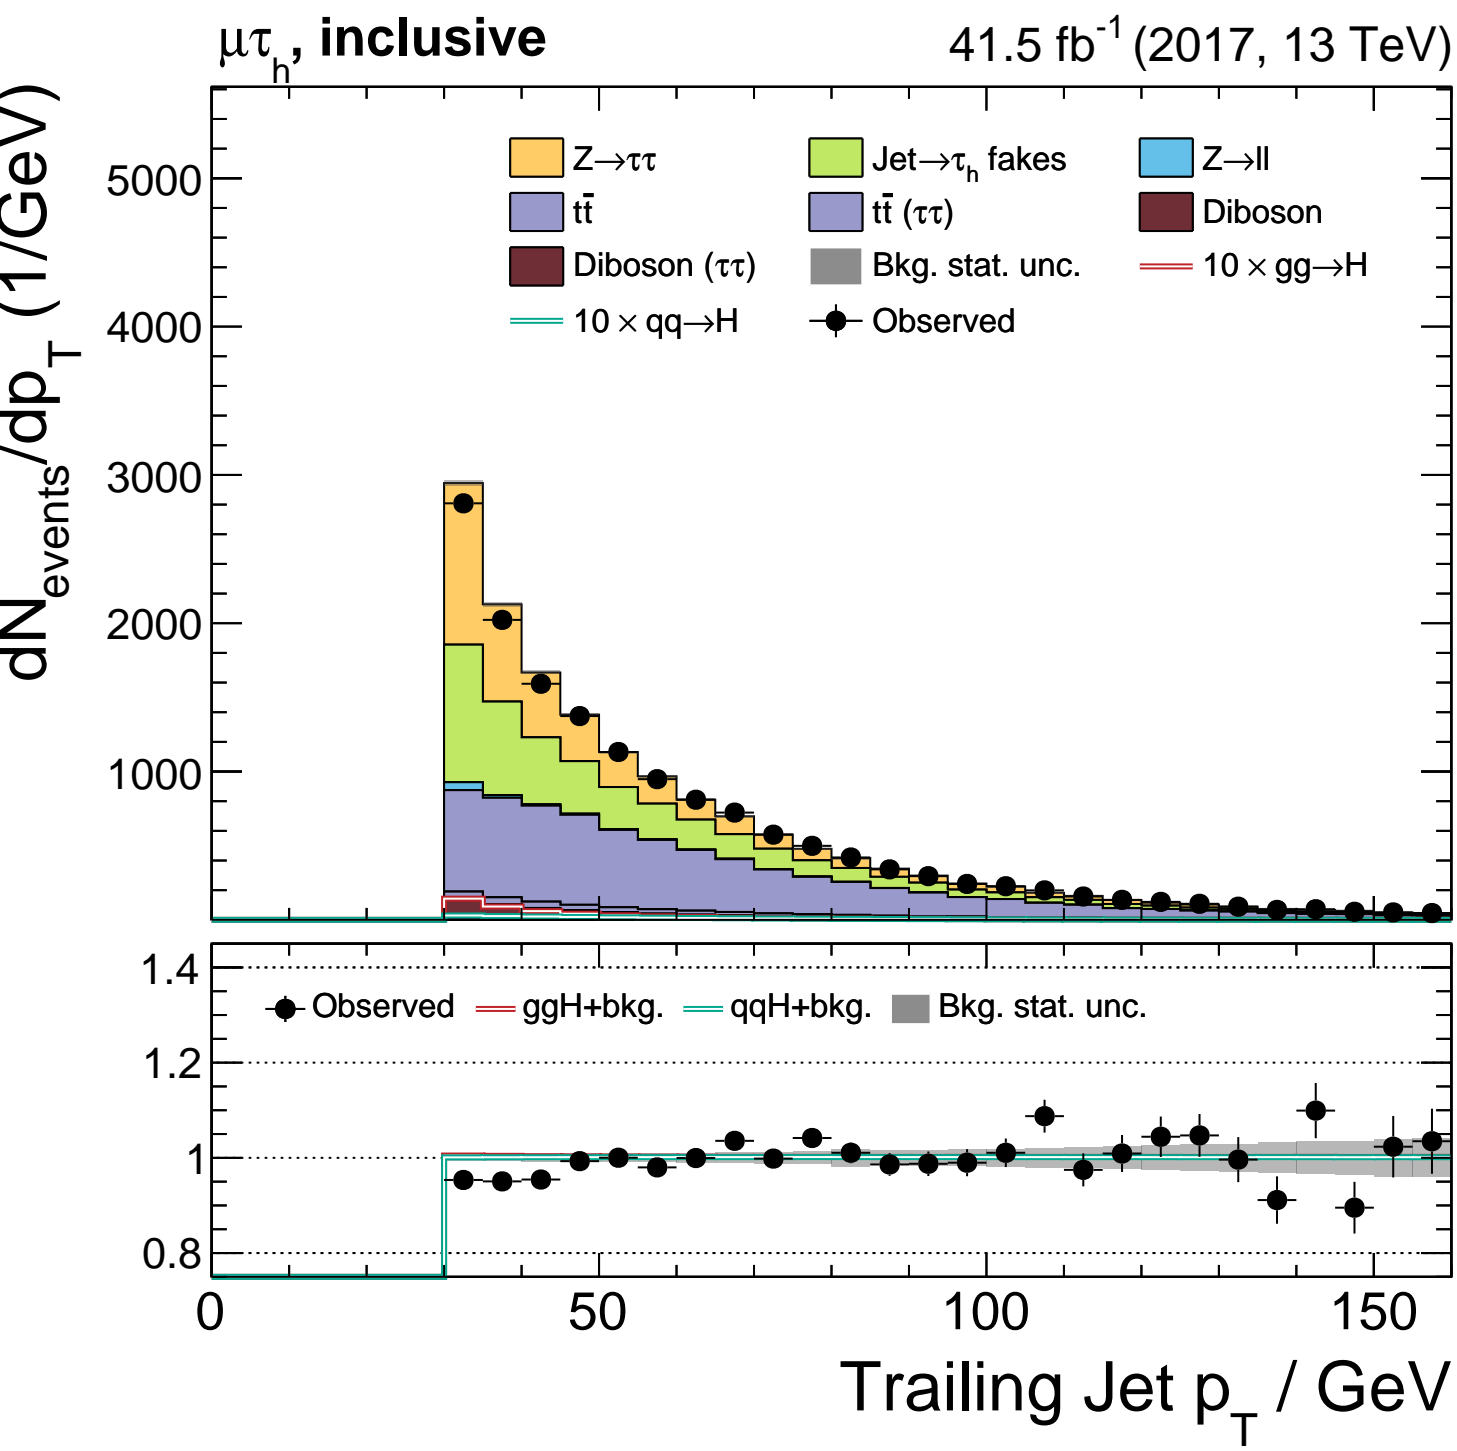 μτh, inclusive 41.5 fb-1 (2017, 13 TeV)
dNevents/dpT (1/GeV)
Z→ττ Jet→τh fakes Z→ll
tt̄ tt̄ (ττ) Diboson
Diboson (ττ) Bkg. stat. unc. 10 × gg→H
10 × qq→H Observed
5000
4000
3000
2000
1000
Observed ggH+bkg. qqH+bkg. Bkg. stat. unc.
1.4
1.2
1
0.8
0 50 100 150
Trailing Jet pT / GeV